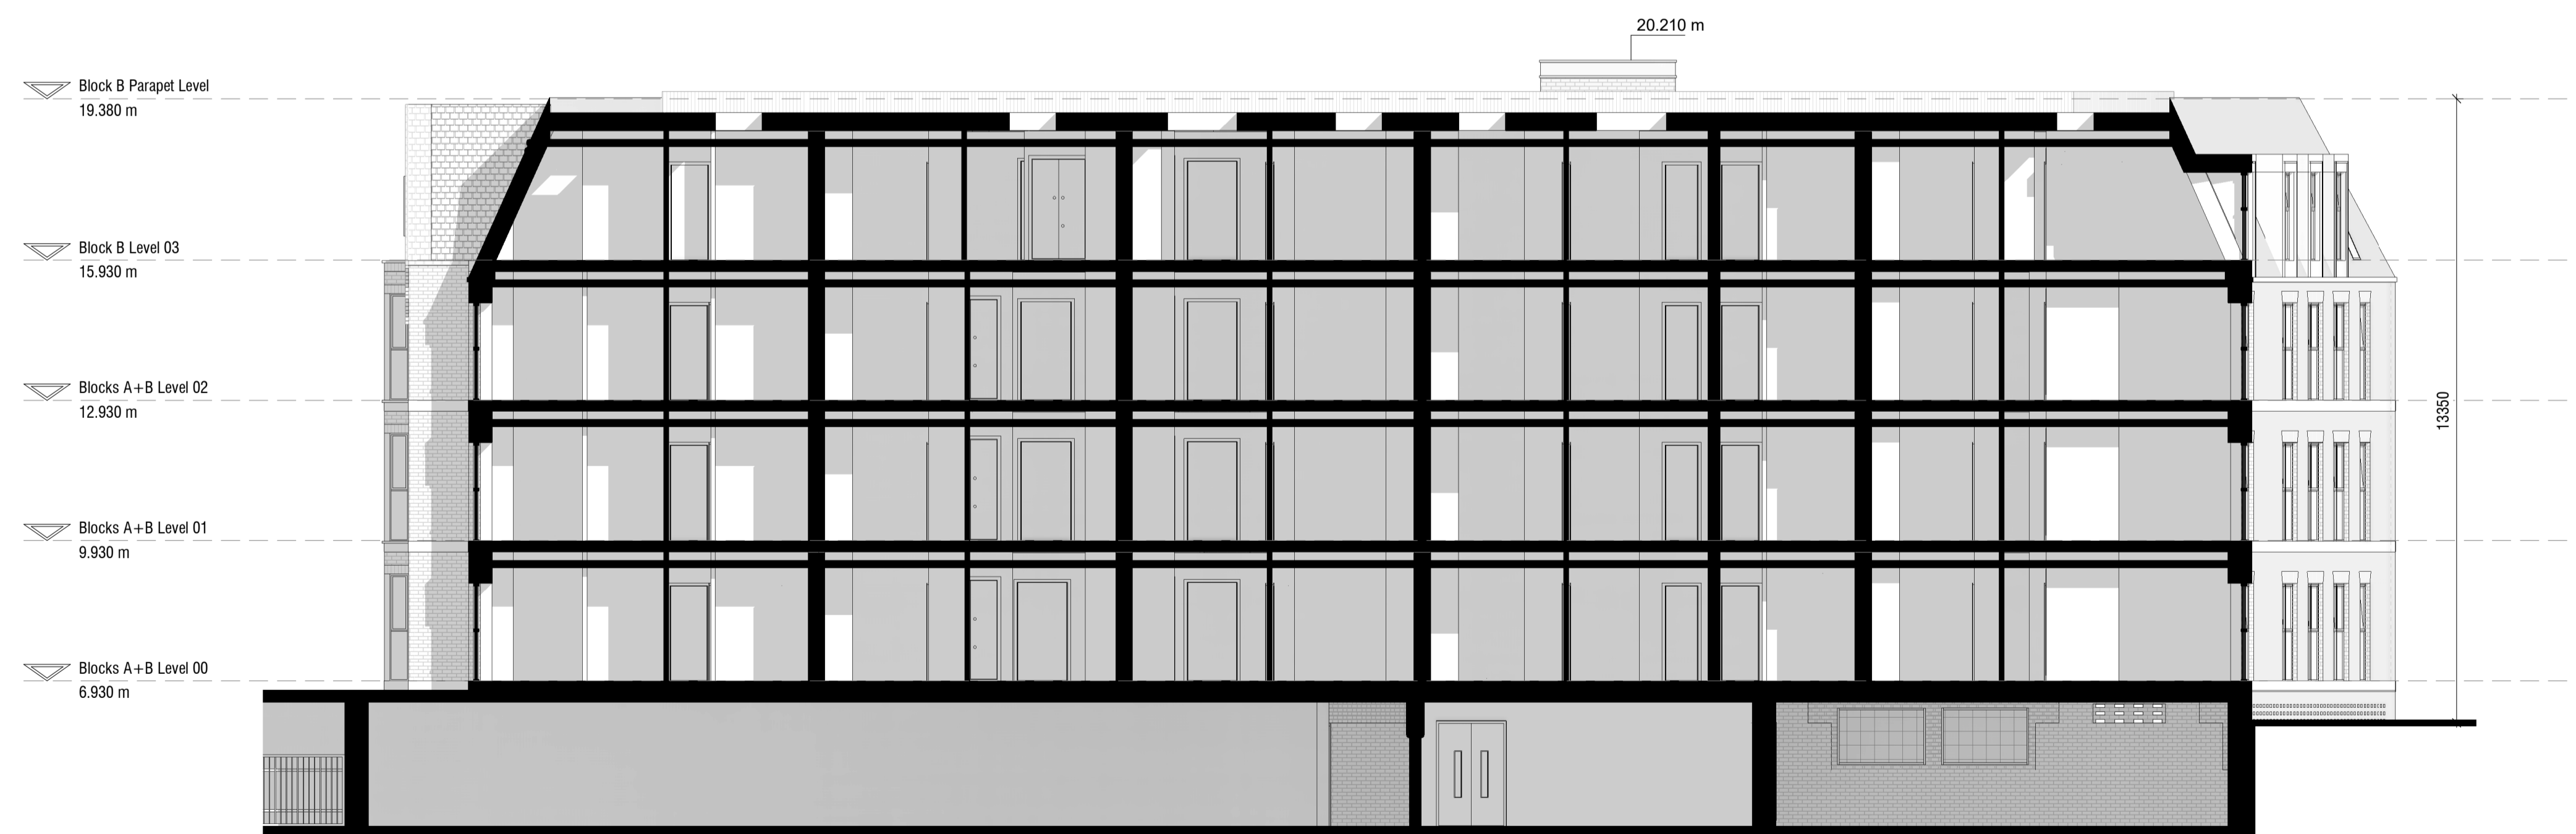 20.210 m
Block B Parapet Level
19.380 m
Block B Level 03
15.930 m
Blocks A+B Level 02
12.930 m
13350
Blocks A+B Level 01
9.930 m
Blocks A+B Level 00
6.930 m